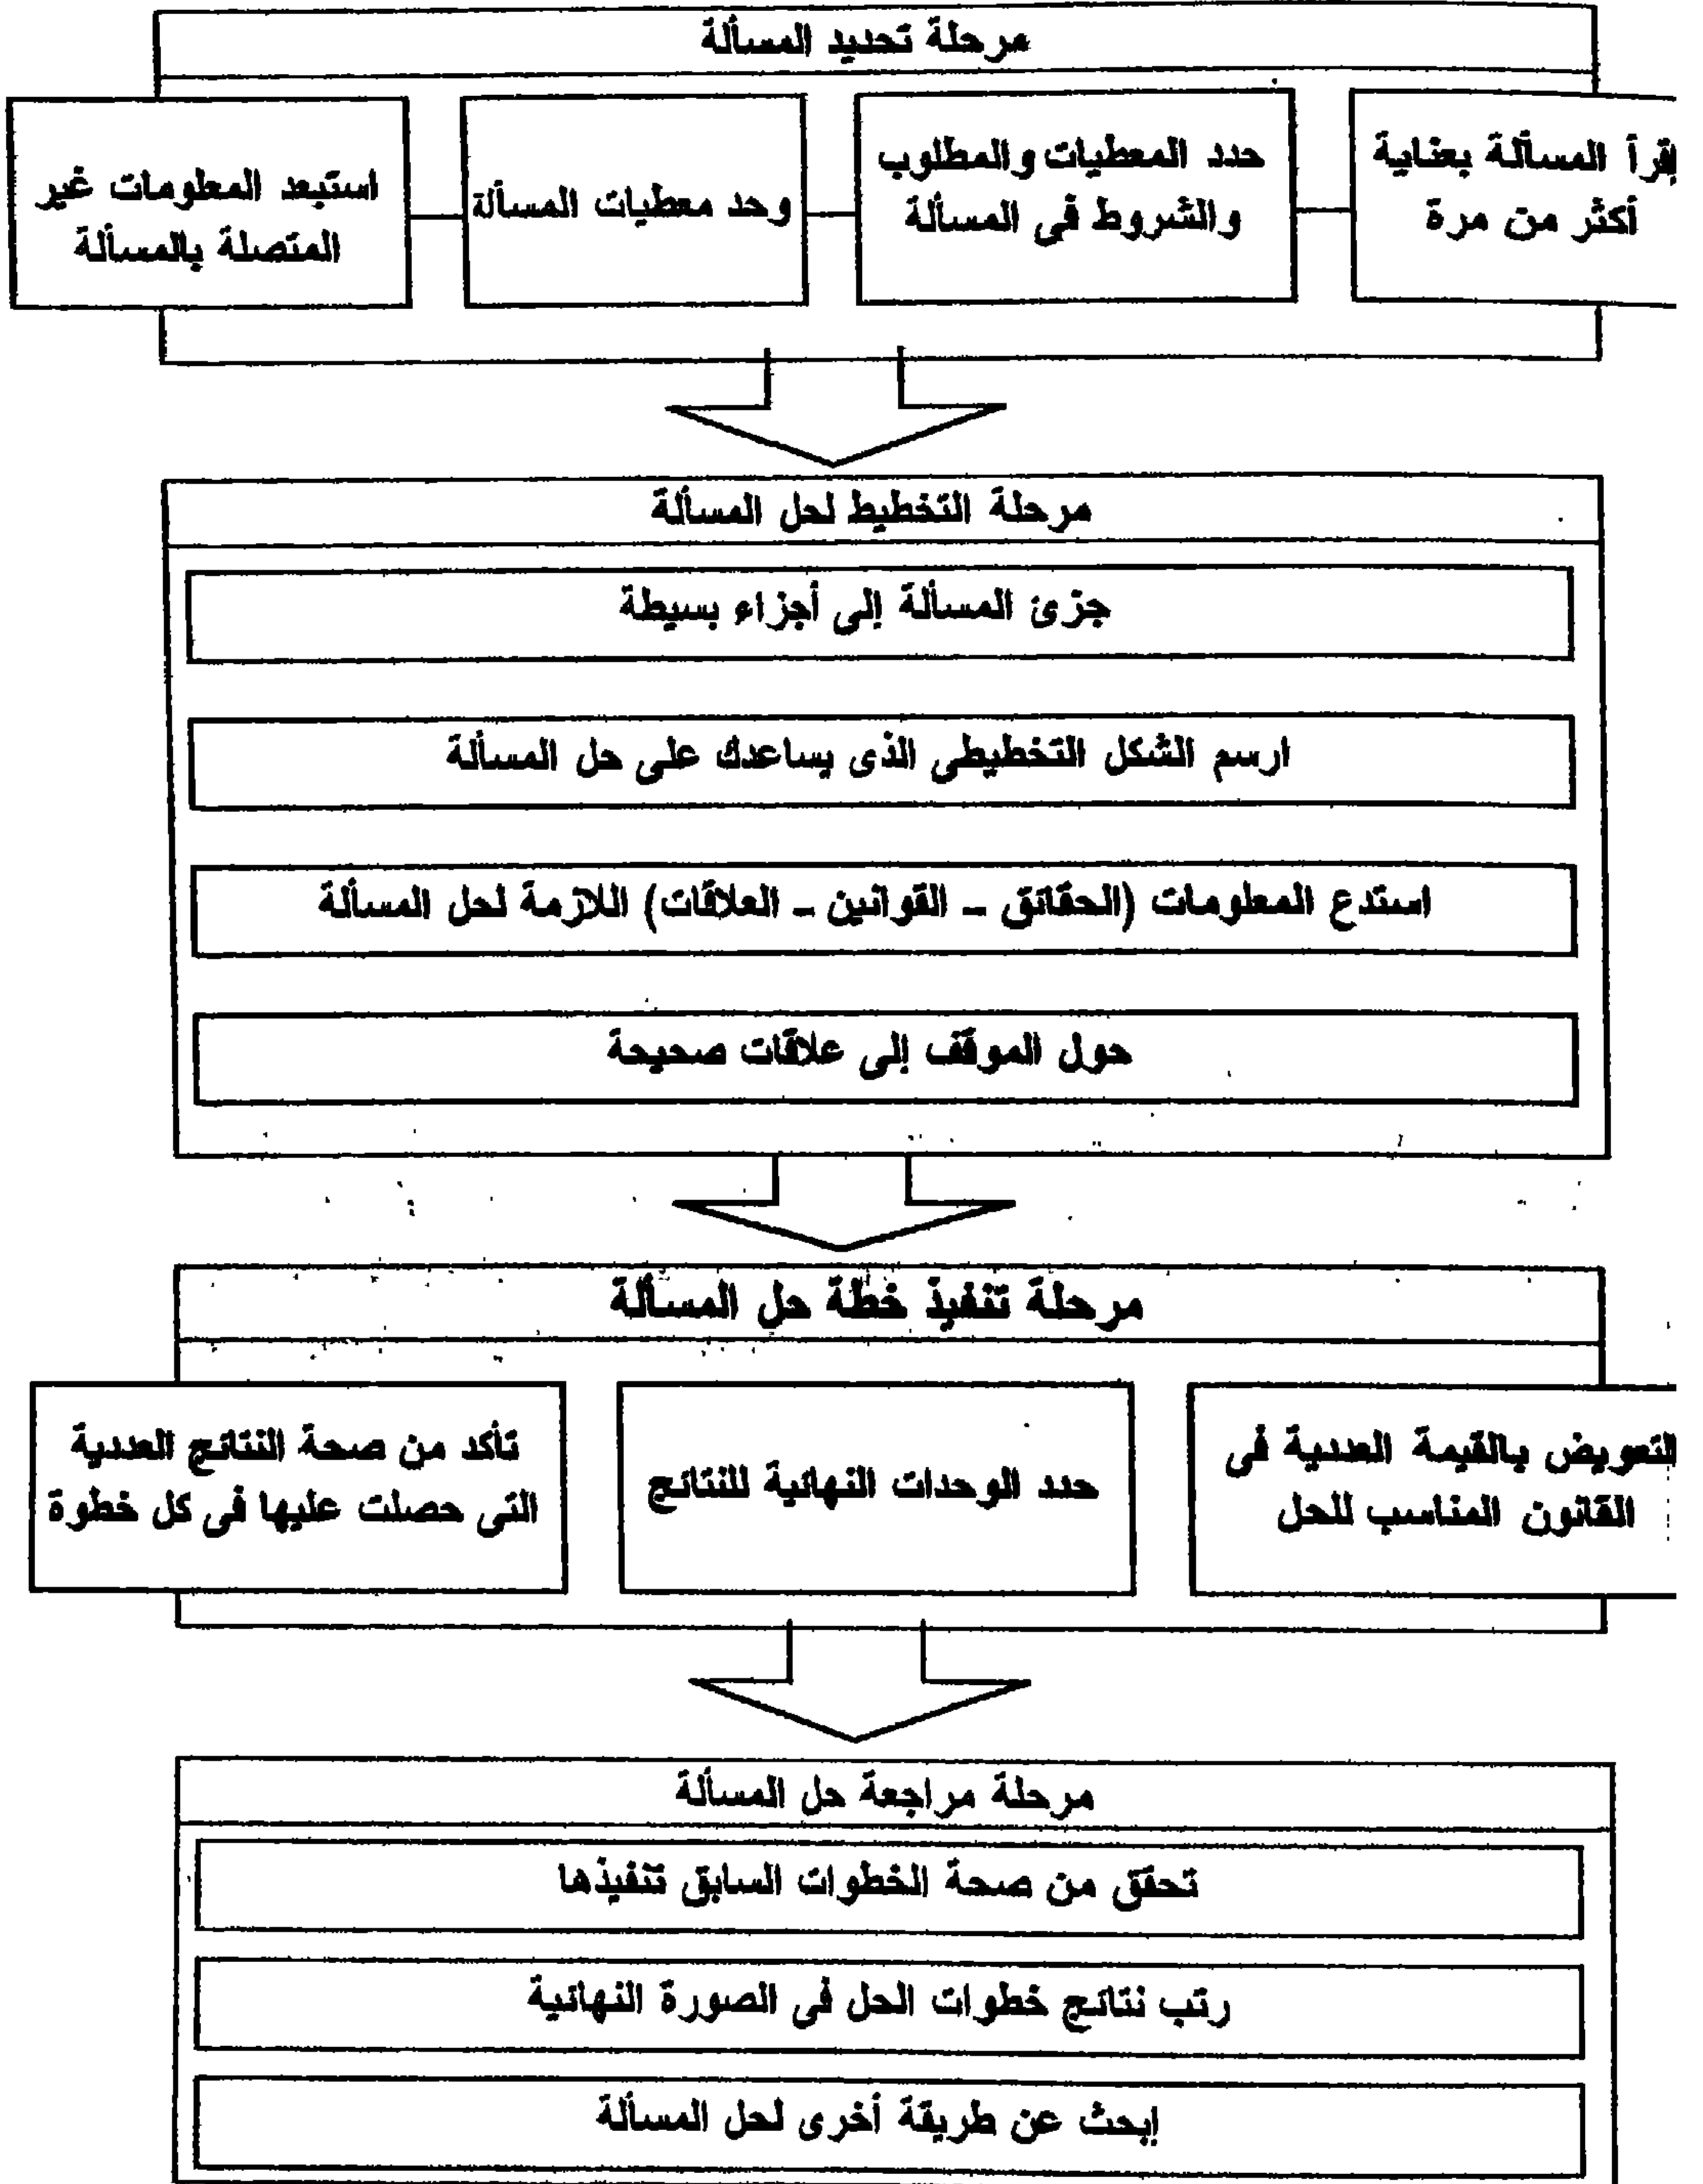 مرحلة تحديد المسألة
إقرأ المسألة بعناية
أكثر من مرة
حدد المعطيات والمطلوب
والشروط فى المسألة
وحد معطيات المسألة
استبعد المعلومات غير
المتصلة بالمسألة
مرحلة التخطيط لحل المسألة
جزئ المسألة إلى أجزاء بسيطة
ارسم الشكل التخطيطى الذى يساعدك على حل المسألة
استدع المعلومات (الحقائق – القوانين – العلاقات) اللازمة لحل المسألة
حول الموقف إلى علاقات صحيحة
مرحلة تنفيذ خطة حل المسألة
التعويض بالقيمة العددية فى
القانون المناسب للحل
حدد الوحدات النهائية للنتائج
تأكد من صحة النتائج العددية
التى حصلت عليها فى كل خطوة
مرحلة مراجعة حل المسألة
تحقق من صحة الخطوات السابق تنفيذها
رتب نتائج خطوات الحل فى الصورة النهائية
إبحث عن طريقة أخرى لحل المسألة